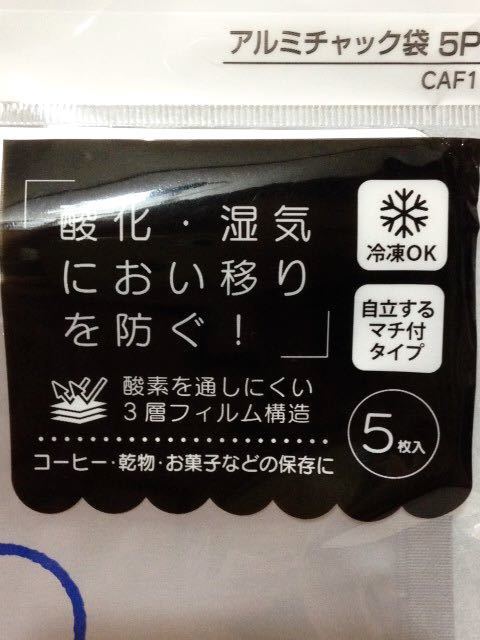 アルミチャック袋 5P
CAF1
「酸化・湿気
におい移り
を防ぐ！」
冷凍OK
自立する
マチ付
タイプ
酸素を通しにくい
3層フィルム構造
5枚入
コーヒー・乾物・お菓子などの保存に